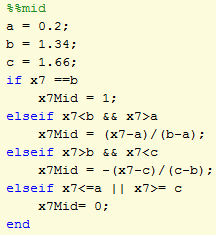 %%mid
a = 0.2;
b = 1.34;
c = 1.66;
if x7 ==b
x7Mid = 1;
elseif x7<b && x7>a
x7Mid = (x7-a)/(b-a);
elseif x7>b && x7<c
x7Mid = -(x7-c)/(c-b);
elseif x7<=a || x7>= c
x7Mid= 0;
end